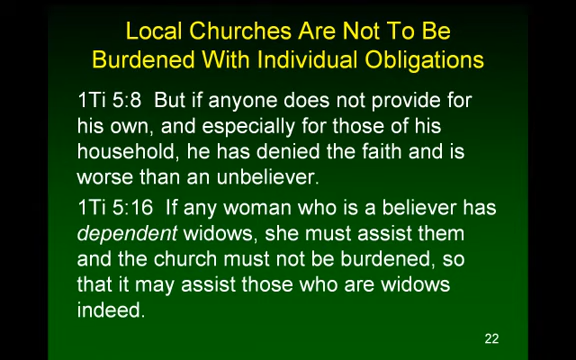 Local Churches Are Not To Be
Burdened With Individual Obligations
1Ti 5:8  But if anyone does not provide for
his own, and especially for those of his
household, he has denied the faith and is
worse than an unbeliever.
1Ti 5:16  If any woman who is a believer has
dependent widows, she must assist them
and the church must not be burdened, so
that it may assist those who are widows
indeed.
22